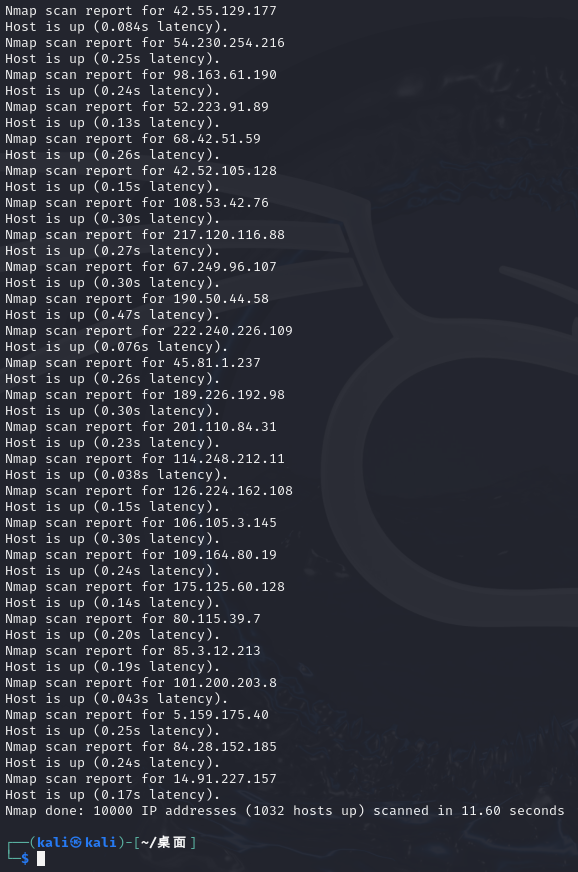 Nmap scan report for 42.55.129.177
Host is up (0.084s latency).
Nmap scan report for 54.230.254.216
Host is up (0.25s latency).
Nmap scan report for 98.163.61.190
Host is up (0.24s latency).
Nmap scan report for 52.223.91.89
Host is up (0.13s latency).
Nmap scan report for 68.42.51.59
Host is up (0.26s latency).
Nmap scan report for 42.52.105.128
Host is up (0.15s latency).
Nmap scan report for 108.53.42.76
Host is up (0.30s latency).
Nmap scan report for 217.120.116.88
Host is up (0.27s latency).
Nmap scan report for 67.249.96.107
Host is up (0.30s latency).
Nmap scan report for 190.50.44.58
Host is up (0.47s latency).
Nmap scan report for 222.240.226.109
Host is up (0.076s latency).
Nmap scan report for 45.81.1.237
Host is up (0.26s latency).
Nmap scan report for 189.226.192.98
Host is up (0.30s latency).
Nmap scan report for 201.110.84.31
Host is up (0.23s latency).
Nmap scan report for 114.248.212.11
Host is up (0.038s latency).
Nmap scan report for 126.224.162.108
Host is up (0.15s latency).
Nmap scan report for 106.105.3.145
Host is up (0.30s latency).
Nmap scan report for 109.164.80.19
Host is up (0.24s latency).
Nmap scan report for 175.125.60.128
Host is up (0.14s latency).
Nmap scan report for 80.115.39.7
Host is up (0.20s latency).
Nmap scan report for 85.3.12.213
Host is up (0.19s latency).
Nmap scan report for 101.200.203.8
Host is up (0.043s latency).
Nmap scan report for 5.159.175.40
Host is up (0.25s latency).
Nmap scan report for 84.28.152.185
Host is up (0.24s latency).
Nmap scan report for 14.91.227.157
Host is up (0.17s latency).
Nmap done: 10000 IP addresses (1032 hosts up) scanned in 11.60 seconds
┌──(kali㉿kali)-[~/桌面]
└─$